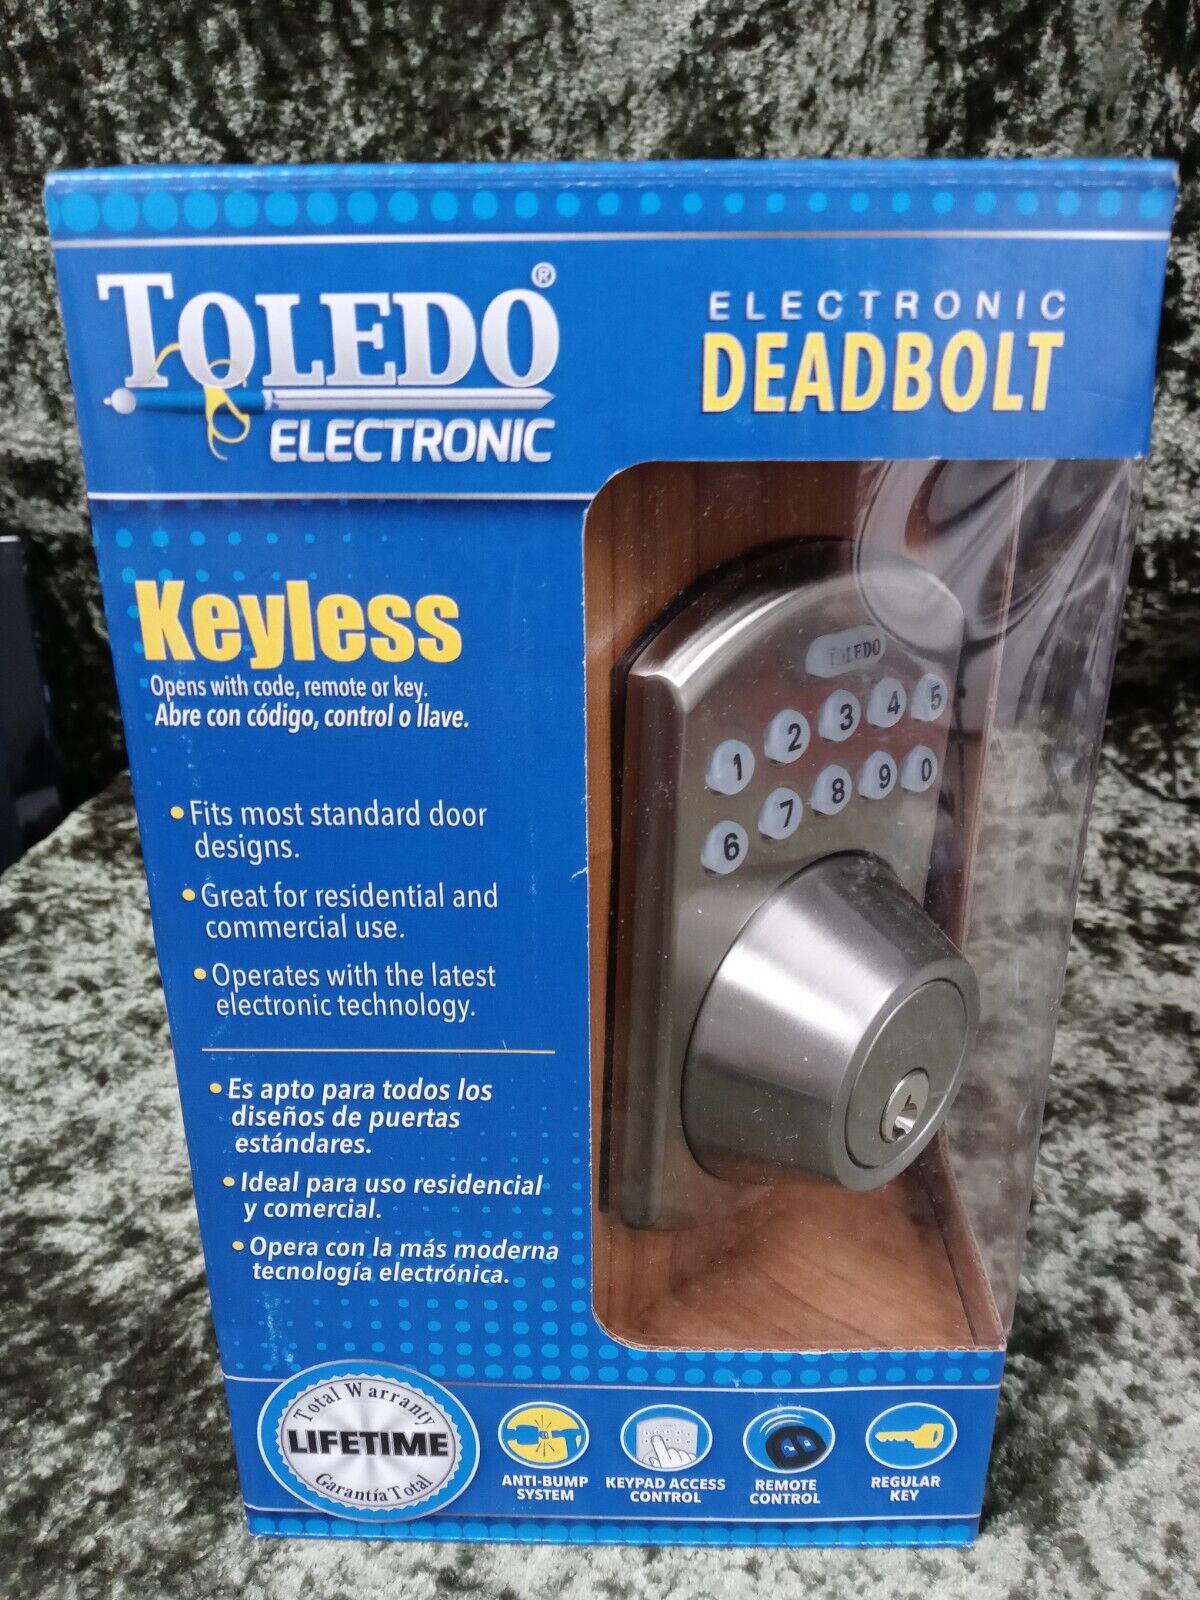 TOLEDO®
ELECTRONIC
ELECTRONIC
DEADBOLT
Keyless
Opens with code, remote or key.
Abre con código, control o llave.
• Fits most standard door
designs.
• Great for residential and
commercial use.
• Operates with the latest
electronic technology.
• Es apto para todos los
diseños de puertas
estándares.
• Ideal para uso residencial
y comercial.
• Opera con la más moderna
tecnología electrónica.
TOLEDO
1 2 3 4 5
6 7 8 9 0
Total Warranty
LIFETIME
Garantía Total
ANTI-BUMP
SYSTEM
KEYPAD ACCESS
CONTROL
REMOTE
CONTROL
REGULAR
KEY